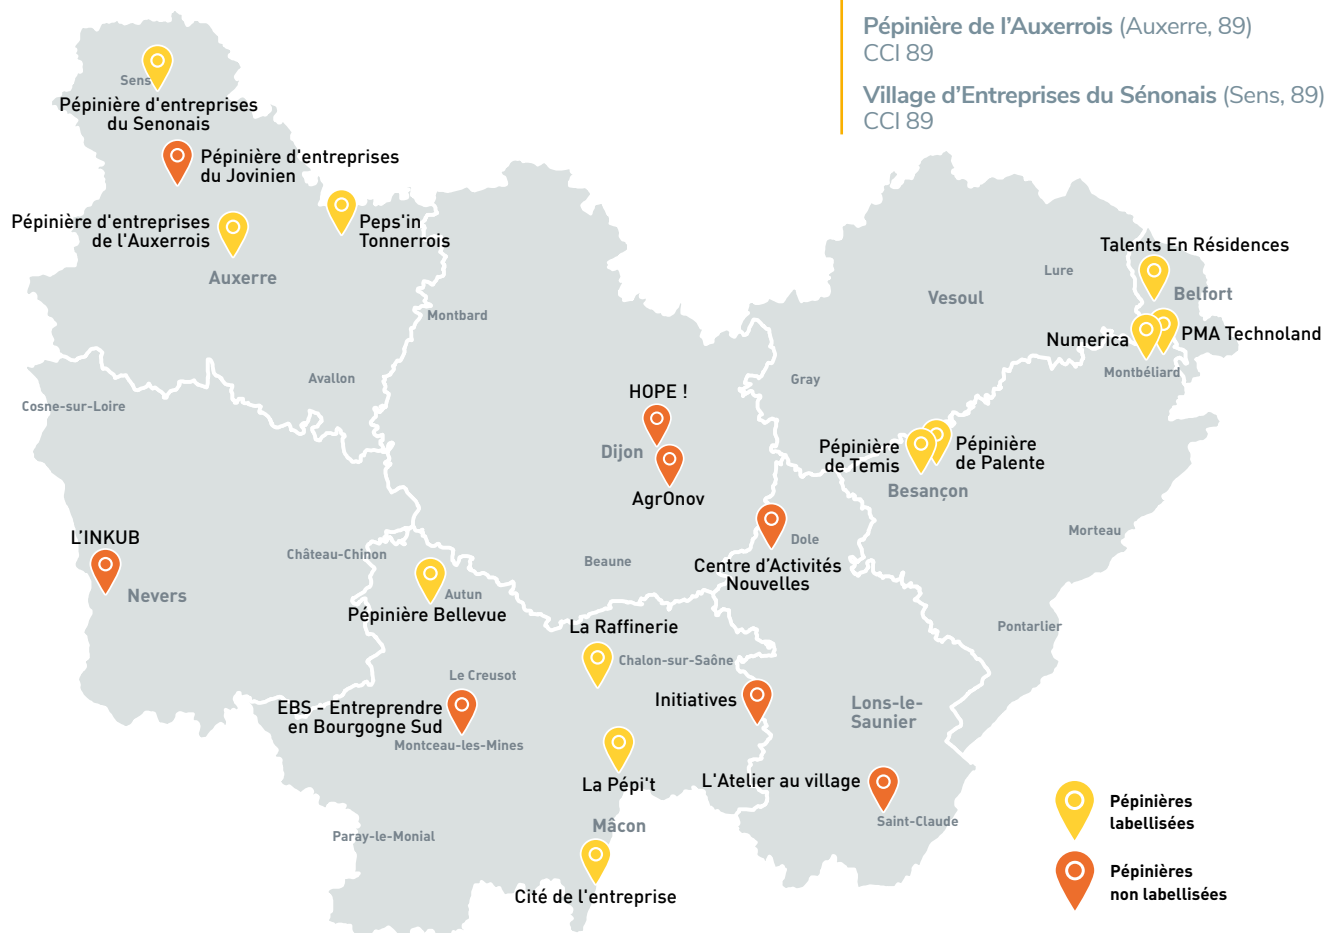 Pépinière de l’Auxerrois (Auxerre, 89)
CCI 89
Village d’Entreprises du Sénonais (Sens, 89)
CCI 89
Sens
Pépinière d'entreprises
du Senonais
Pépinière d'entreprises
du Jovinien
Pépinière d'entreprises
de l'Auxerrois
Peps'in
Tonnerrois
Auxerre
Talents En Résidences
Lure
Vesoul
Belfort
Montbard
Numerica
PMA Technoland
Montbéliard
Avallon
Gray
Cosne-sur-Loire
HOPE !
Dijon
Pépinière
de Temis
Pépinière
de Palente
Besançon
AgrOnov
L’INKUB
Morteau
Dole
Château-Chinon
Beaune
Centre d’Activités
Nouvelles
Nevers
Autun
Pépinière Bellevue
La Raffinerie
Pontarlier
Chalon-sur-Saône
Le Creusot
Initiatives
Lons-le-
Saunier
EBS - Entreprendre
en Bourgogne Sud
Montceau-les-Mines
La Pépi't
L'Atelier au village
Saint-Claude
Mâcon
Paray-le-Monial
Cité de l'entreprise
Pépinières
labellisées
Pépinières
non labellisées